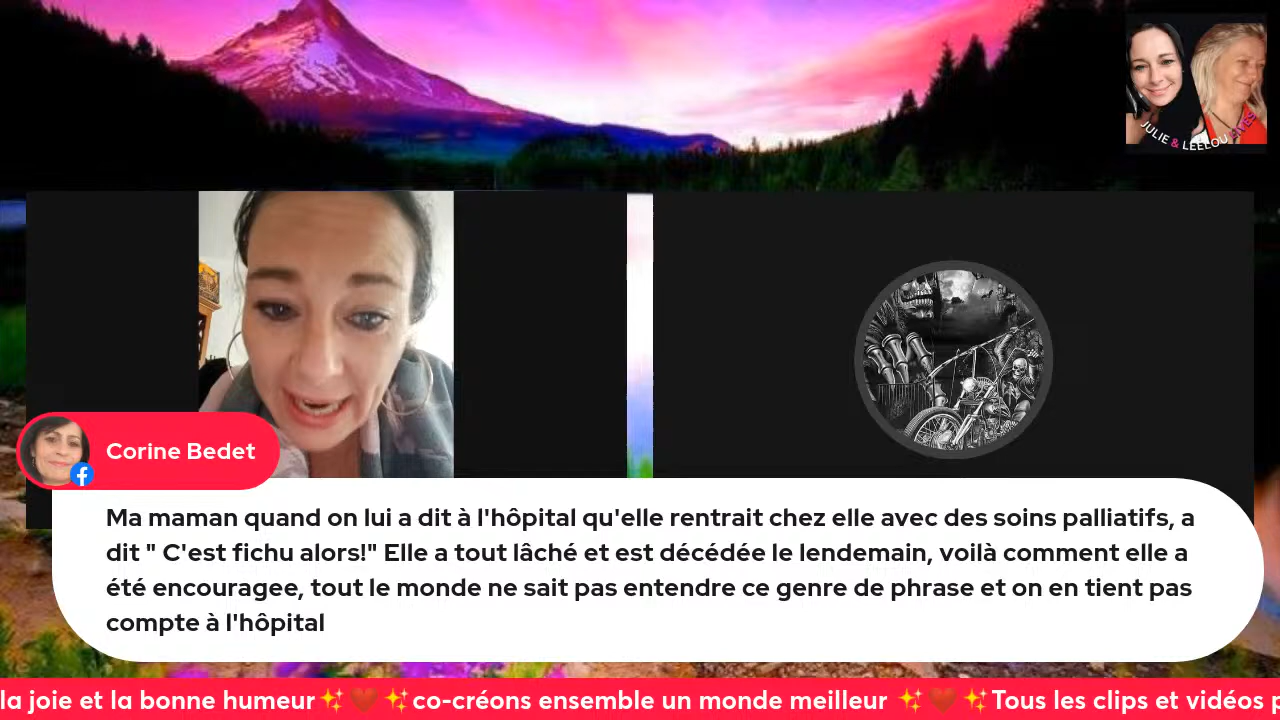 JULIE & LEELOU LIVES
Corine Bedet
Ma maman quand on lui a dit à l'hôpital qu'elle rentrait chez elle avec des soins palliatifs, a
dit " C'est fichu alors!" Elle a tout lâché et est décédée le lendemain, voilà comment elle a
été encouragee, tout le monde ne sait pas entendre ce genre de phrase et on en tient pas
compte à l'hôpital
la joie et la bonne humeur✨❤️✨co-créons ensemble un monde meilleur ✨❤️✨Tous les clips et vidéos